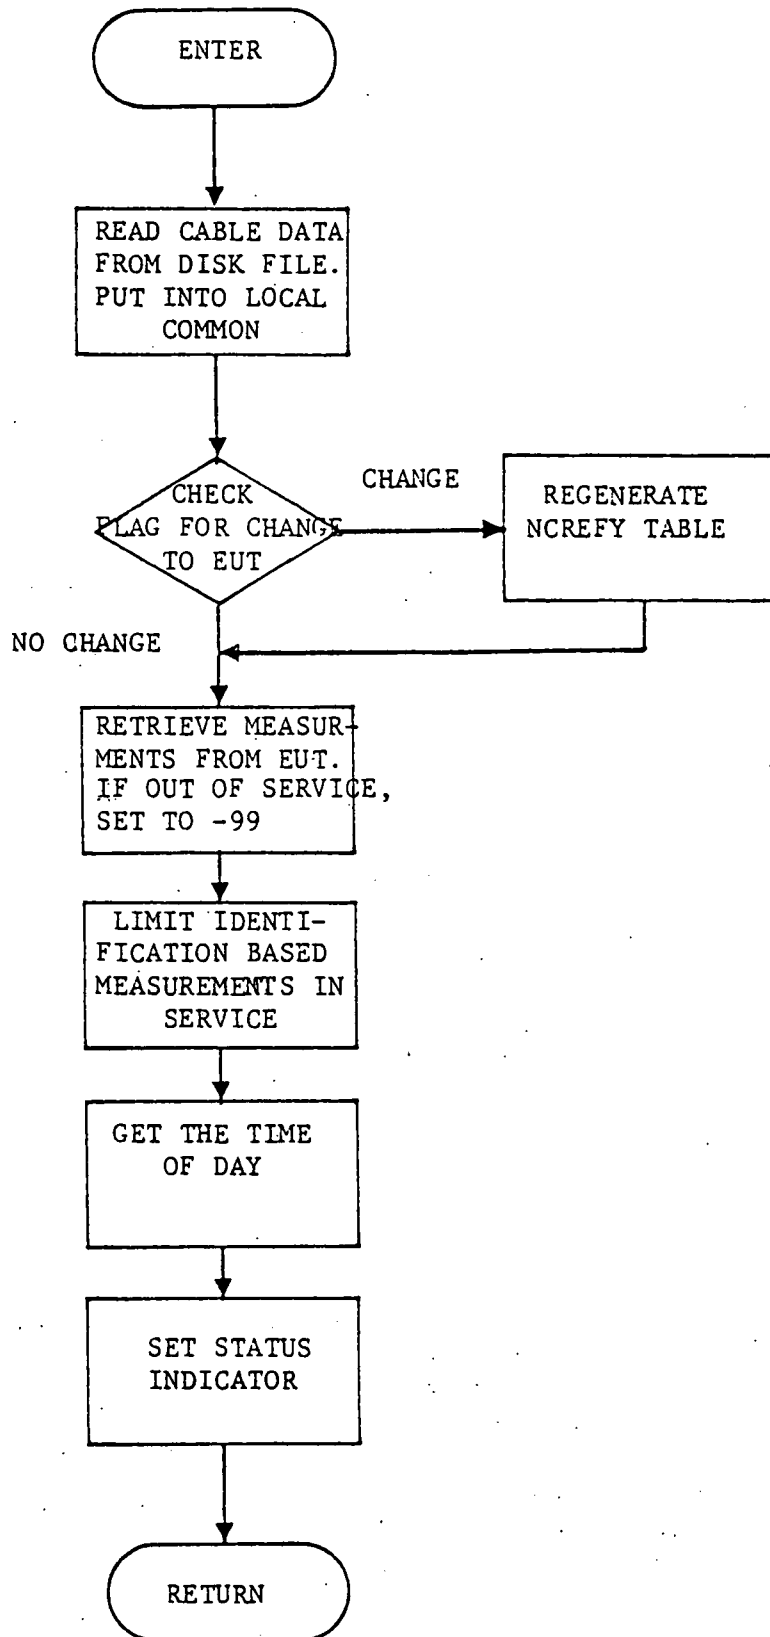 ENTER
READ CABLE DATA
FROM DISK FILE.
PUT INTO LOCAL
COMMON
CHECK
FLAG FOR CHANGE
TO EUT
CHANGE
REGENERATE
NCREFY TABLE
NO CHANGE
RETRIEVE MEASUR-
MENTS FROM EUT.
IF OUT OF SERVICE,
SET TO -99
LIMIT IDENTI-
FICATION BASED
MEASUREMENTS IN
SERVICE
GET THE TIME
OF DAY
SET STATUS
INDICATOR
RETURN